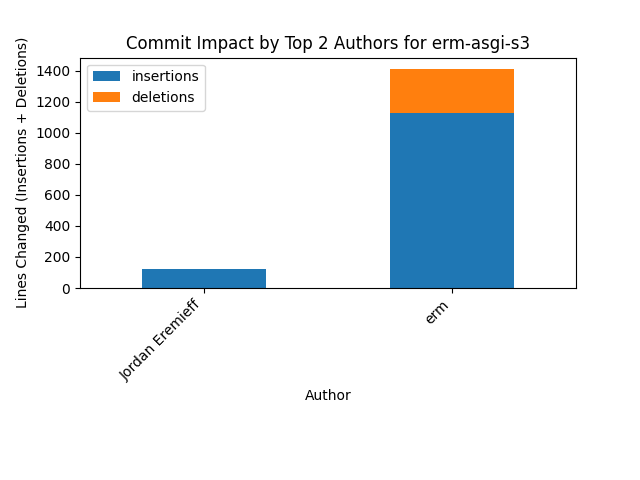 Commit Impact by Top 2 Authors for erm-asgi-s3
Lines Changed (Insertions + Deletions)
1400
1200
1000
800
600
400
200
0
insertions
deletions
Jordan Eremieff
erm
Author